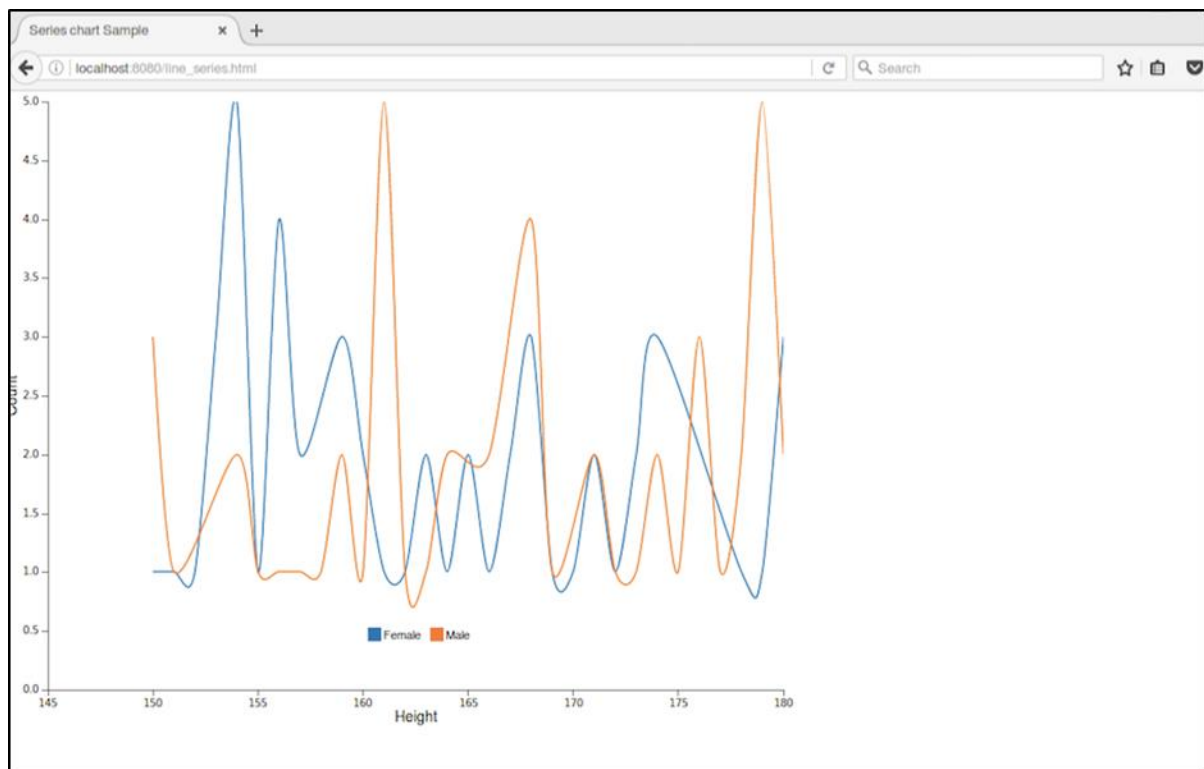 Series chart Sample
localhost:8080/line_series.html
Search
5.0
4.5
4.0
3.5
3.0
2.5
2.0
1.5
1.0
0.5
0.0
Count
Female Male
145 150 155 160 165 170 175 180
Height